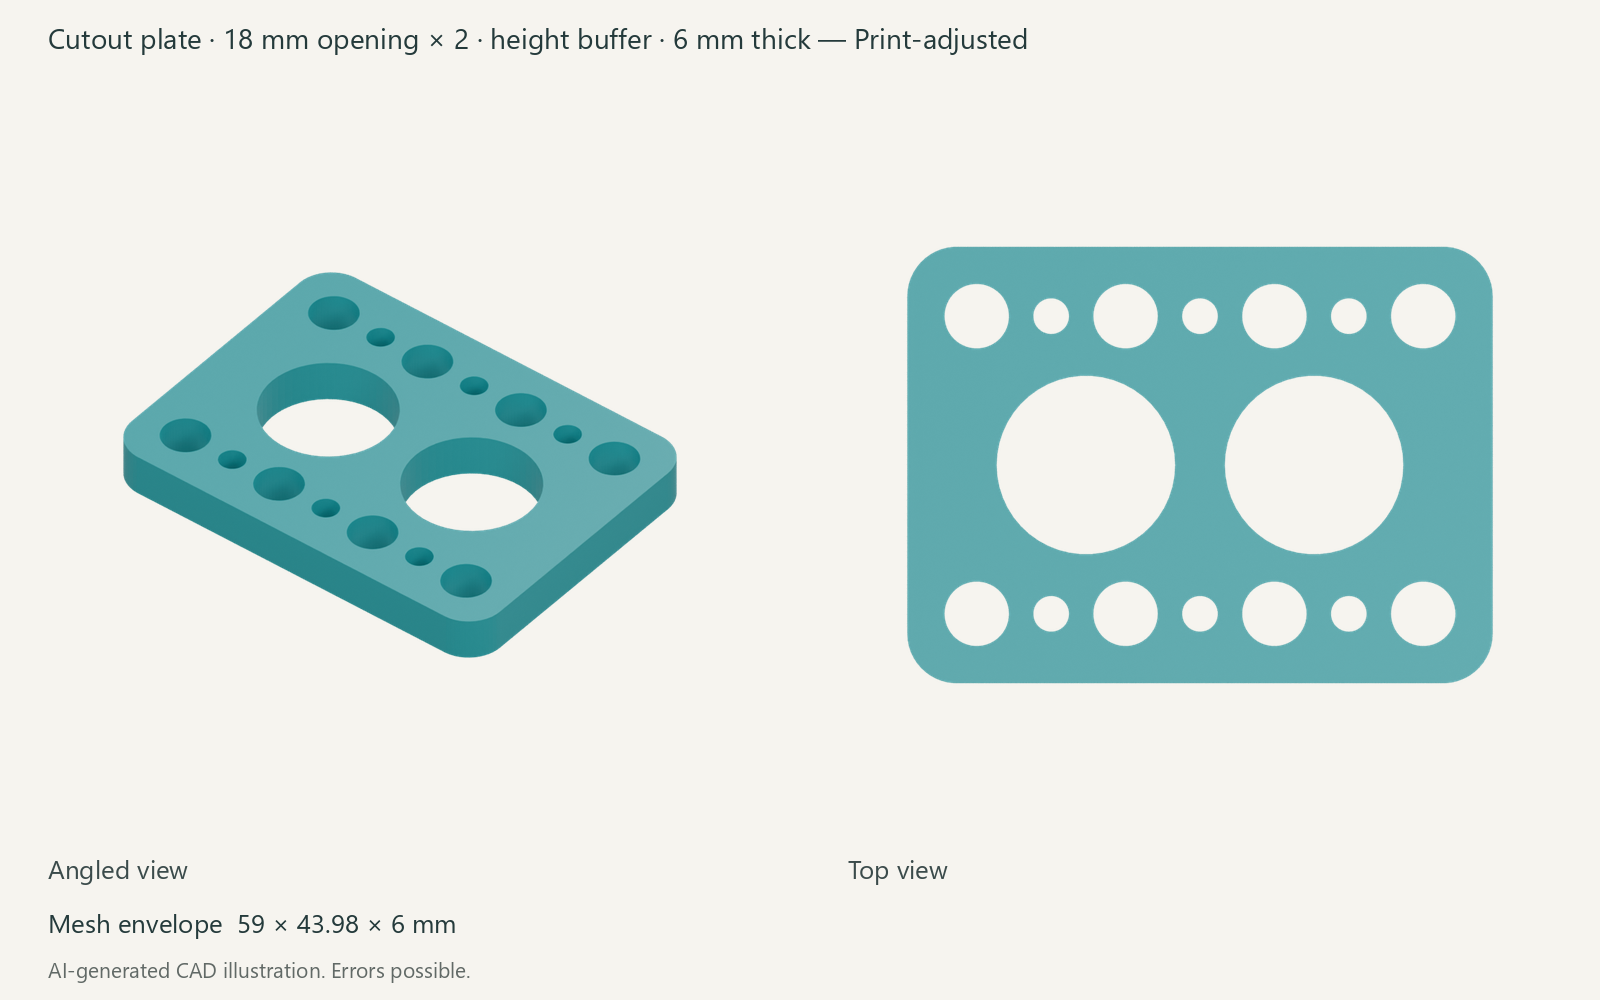 Cutout plate · 18 mm opening × 2 · height buffer · 6 mm thick — Print-adjusted
Angled view
Top view
Mesh envelope  59 × 43.98 × 6 mm
AI-generated CAD illustration. Errors possible.